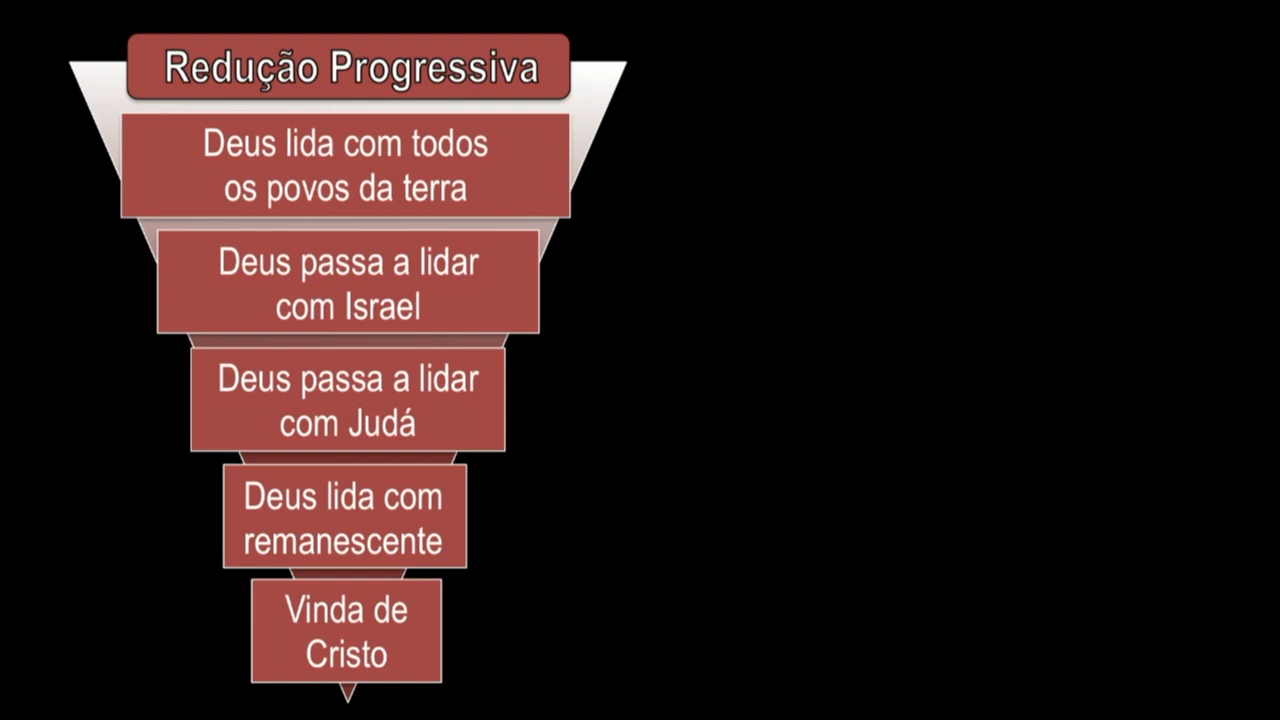 Redução Progressiva
Deus lida com todos
os povos da terra
Deus passa a lidar
com Israel
Deus passa a lidar
com Judá
Deus lida com
remanescente
Vinda de
Cristo